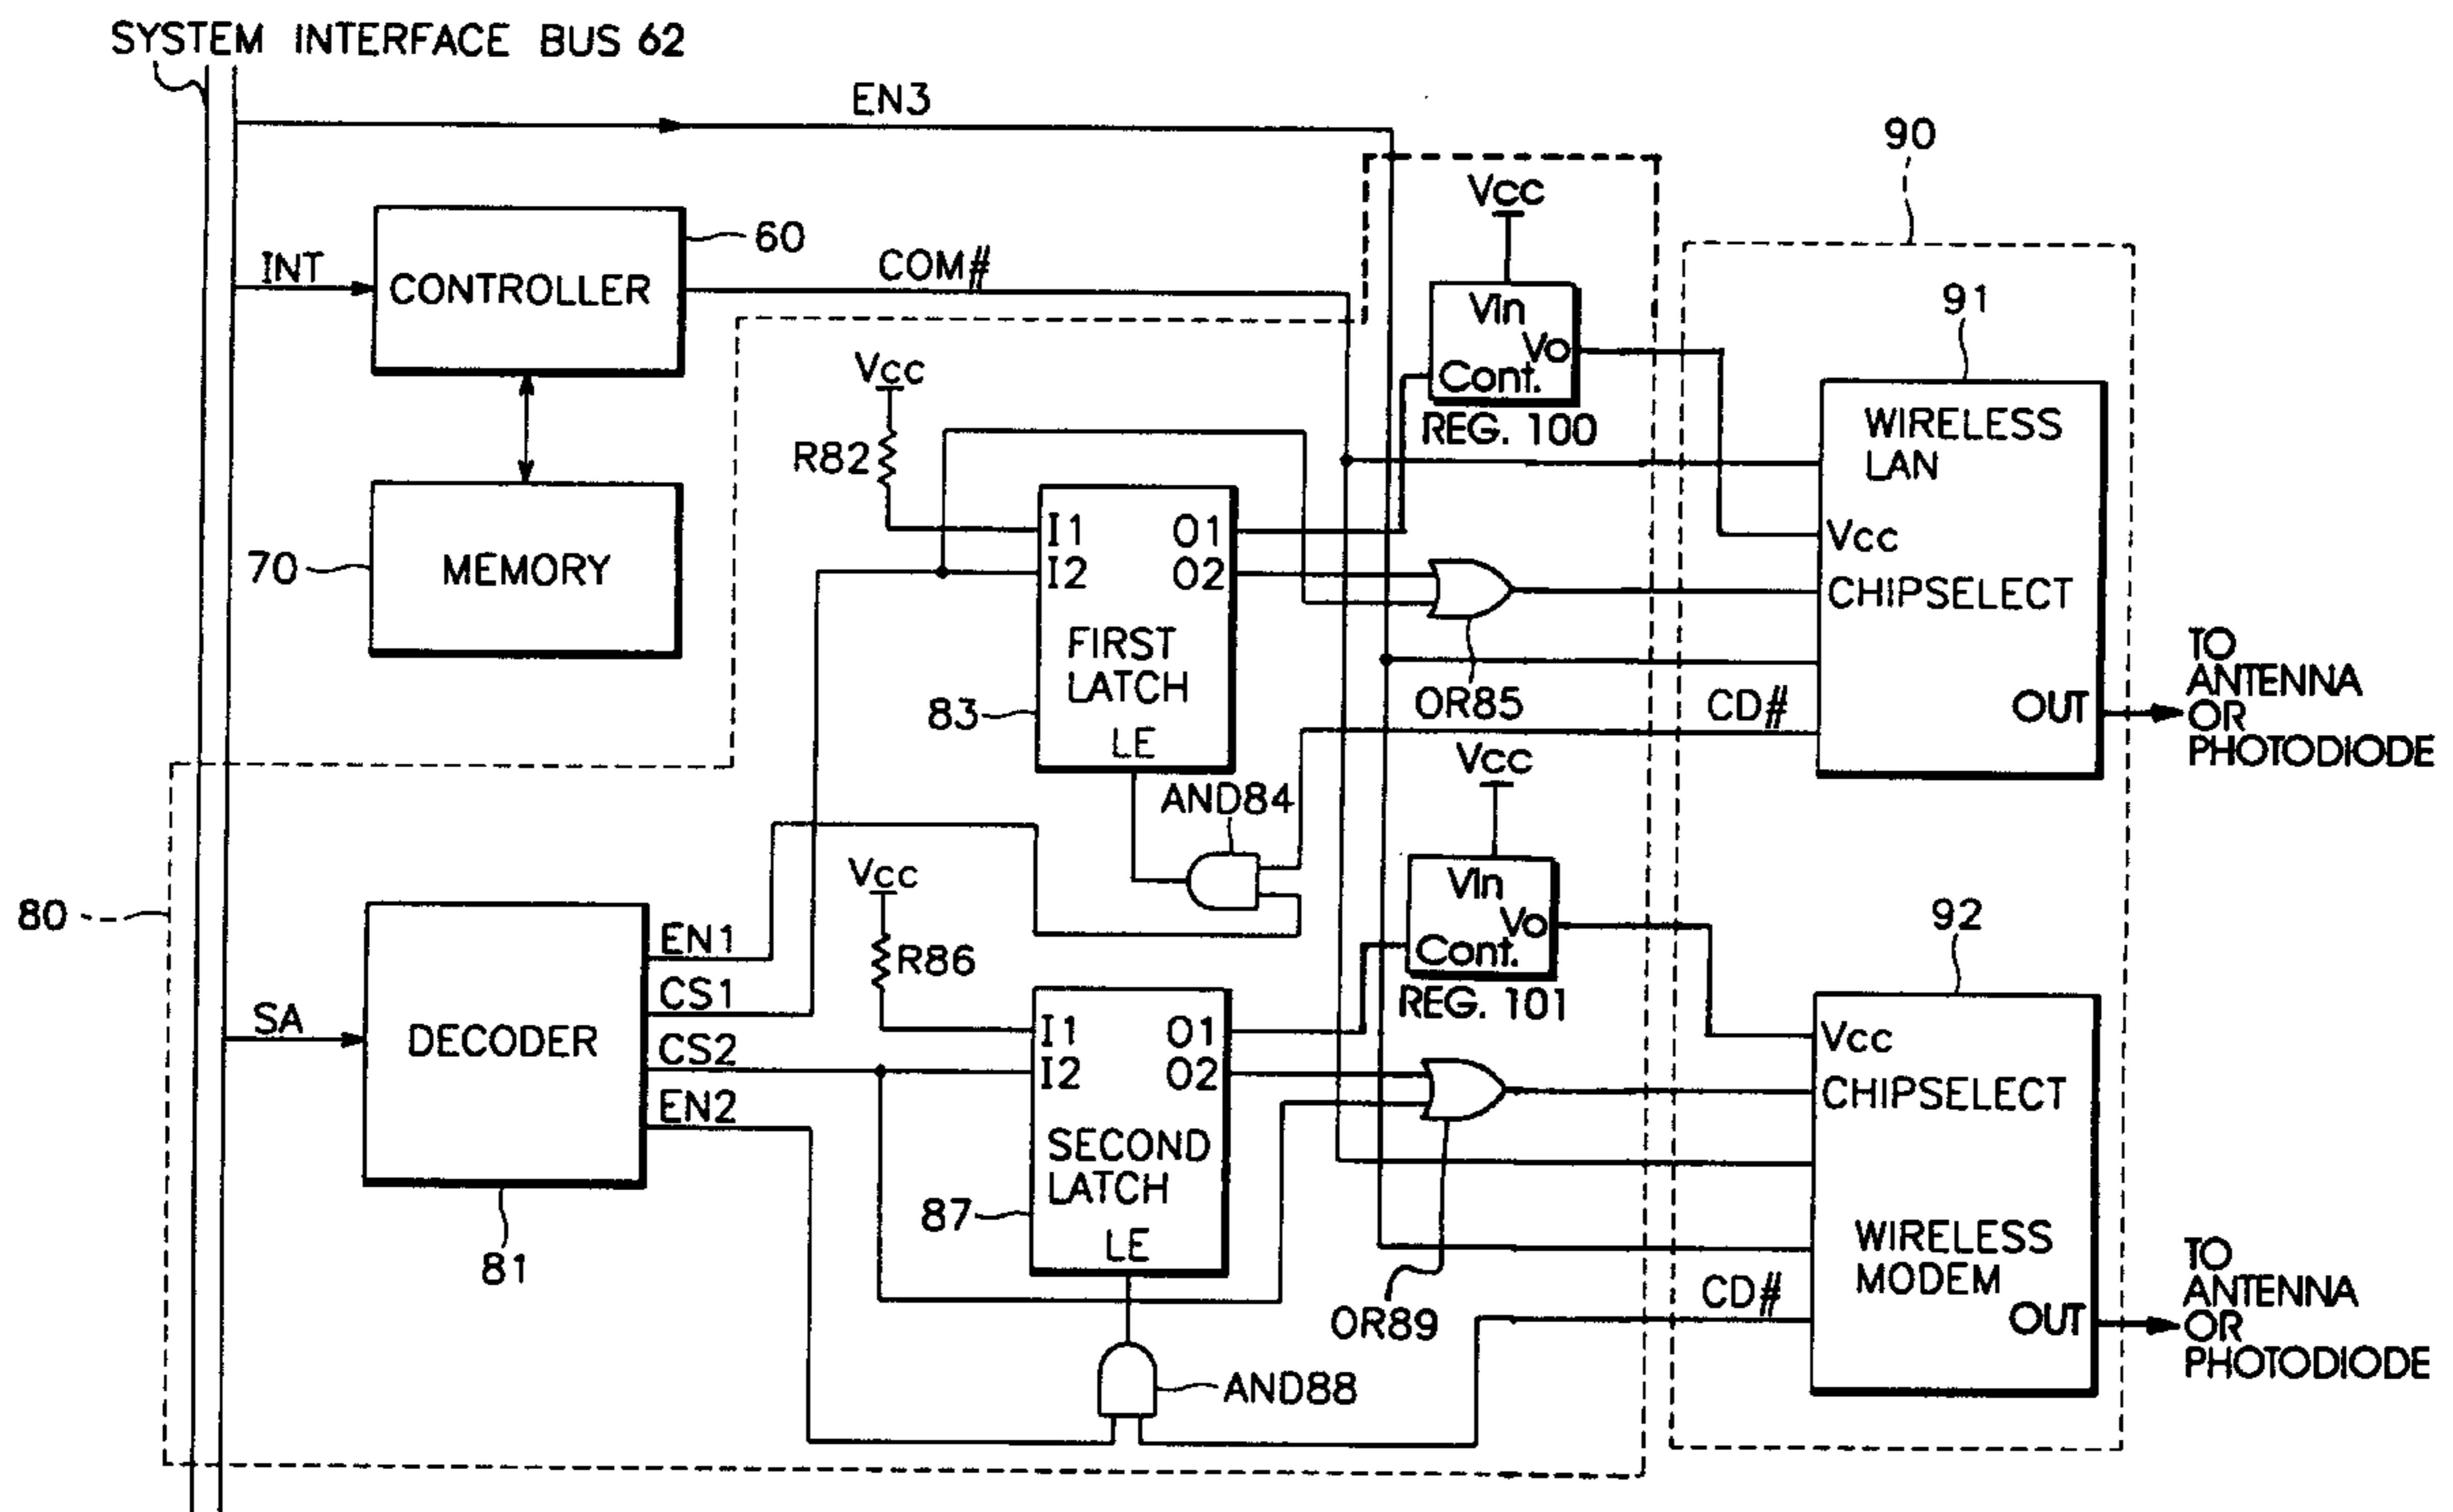 SYSTEM INTERFACE BUS 62
EN3
90
Vcc
60
INT
CONTROLLER
COM#
Vin
Vo
Cont.
REG. 100
91
WIRELESS
LAN
Vcc
R82
I1
O1
Vcc
70
MEMORY
I2
O2
CHIPSELECT
FIRST
LATCH
83
LE
OR85
CD#
OUT
TO
ANTENNA
OR
PHOTODIODE
Vcc
AND84
80
Vcc
Vin
Vo
Cont.
REG. 101
92
EN1
R86
CS1
SA
DECODER
I1
O1
Vcc
CS2
I2
O2
CHIPSELECT
EN2
SECOND
LATCH
87
LE
81
WIRELESS
MODEM
OR89
CD#
OUT
TO
ANTENNA
OR
PHOTODIODE
AND88